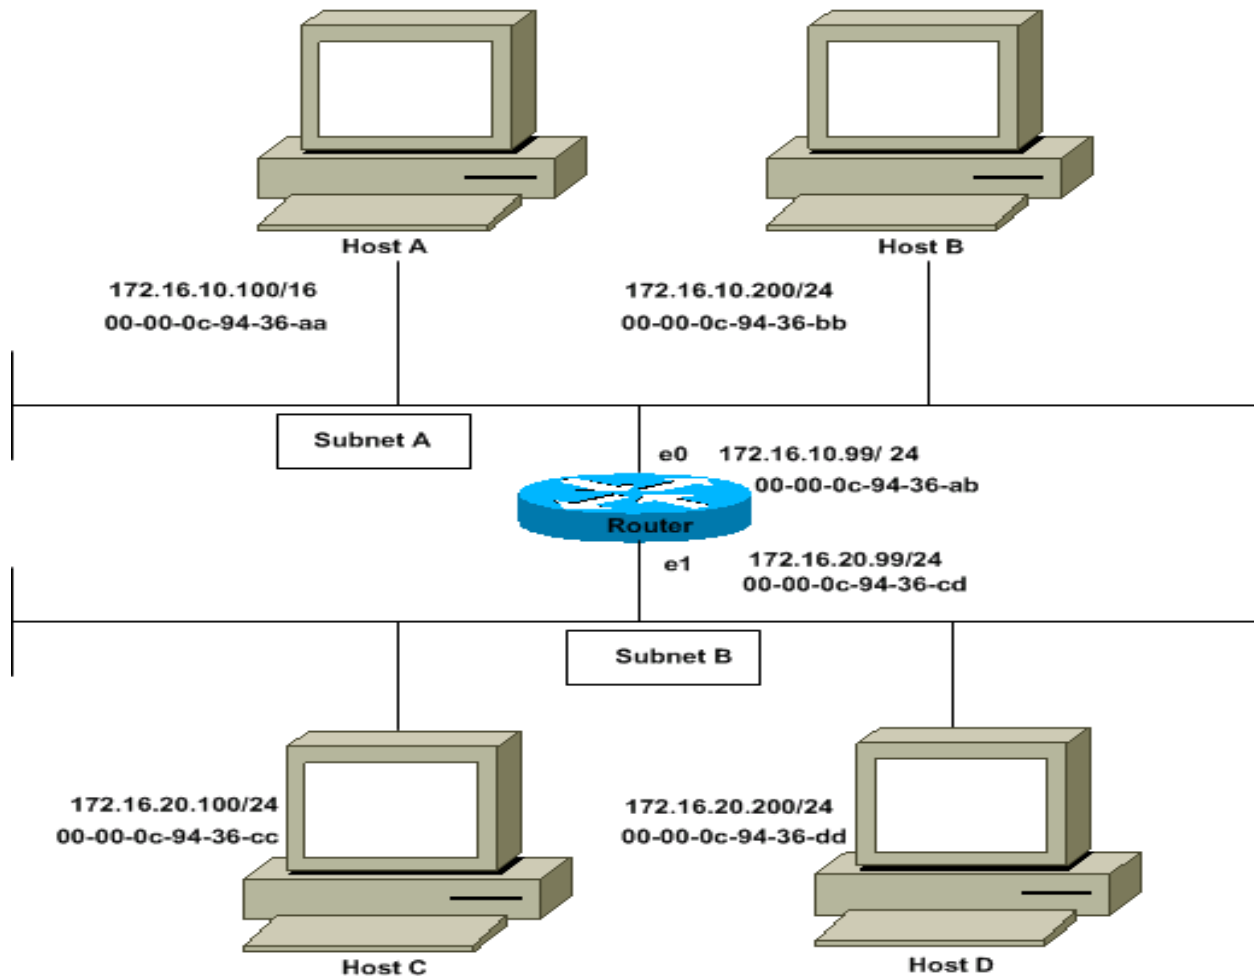 Host A
Host B
172.16.10.100/16
00-00-0c-94-36-aa
172.16.10.200/24
00-00-0c-94-36-bb
Subnet A
e0
172.16.10.99/ 24
00-00-0c-94-36-ab
Router
e1
172.16.20.99/24
00-00-0c-94-36-cd
Subnet B
172.16.20.100/24
00-00-0c-94-36-cc
172.16.20.200/24
00-00-0c-94-36-dd
Host C
Host D